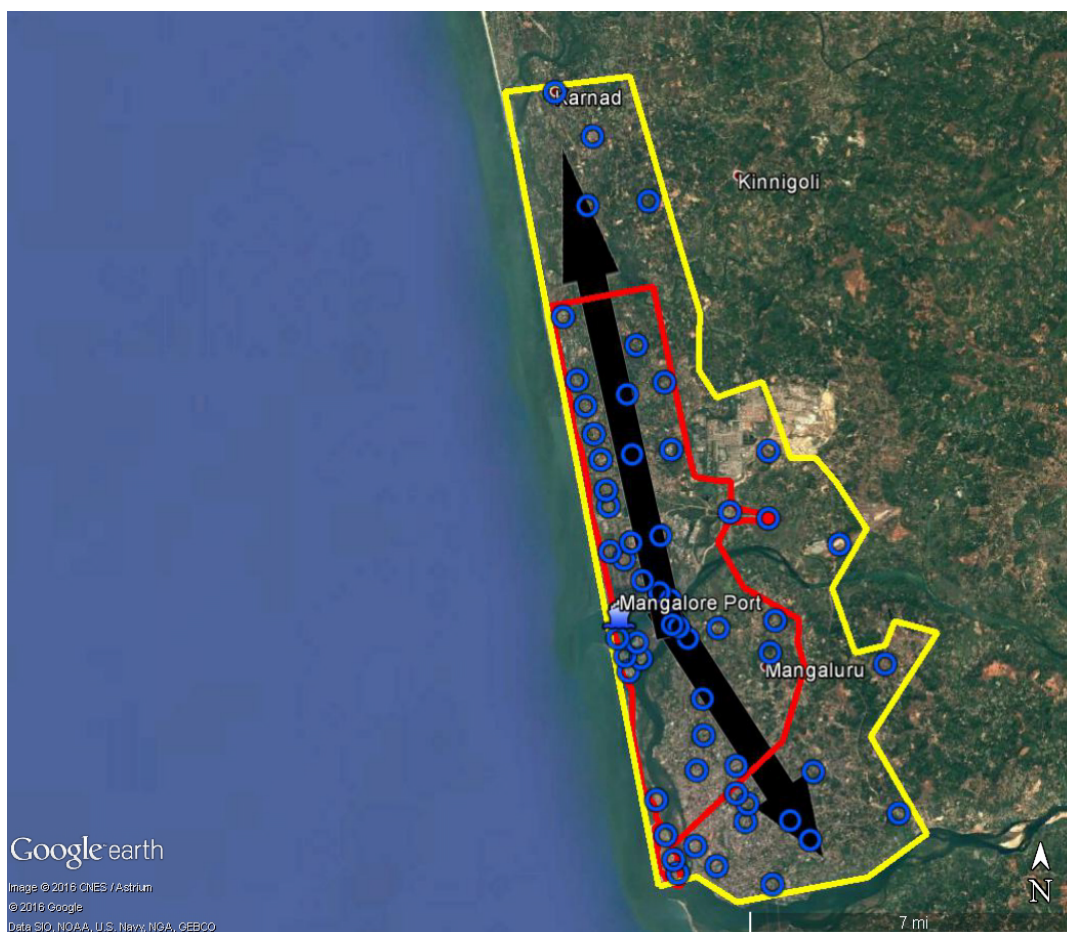 Karnad
Kinnigoli
Mangalore Port
Mangaluru
Google earth
Image © 2016 CNES / Astrium
© 2016 Google
Data SIO, NOAA, U.S. Navy, NGA, GEBCO
N
7 mi